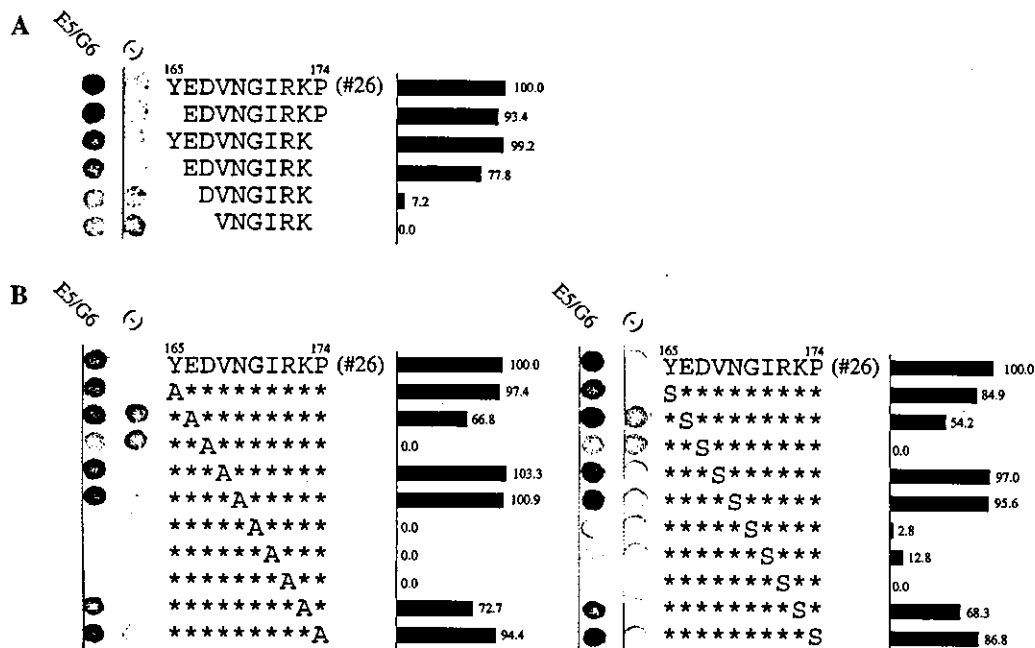 A
E5/G6 (-)
165 174
YEDVNGIRKP (#26) 100.0
EDVNGIRKP 93.4
YEDVNGIRK 99.2
EDVNGIRK 77.8
DVNGIRK 7.2
VNGIRK 0.0
B
E5/G6 (-)
165 174
YEDVNGIRKP (#26) 100.0
A********* 97.4
*A******** 66.8
**A******* 0.0
***A****** 103.3
****A***** 100.9
*****A**** 0.0
******A*** 0.0
*******A** 0.0
********A* 72.7
*********A 94.4
E5/G6 (-)
165 174
YEDVNGIRKP (#26) 100.0
S********* 84.9
*S******** 54.2
**S******* 0.0
***S****** 97.0
****S***** 95.6
*****S**** 2.8
******S*** 12.8
*******S** 0.0
********S* 68.3
*********S 86.8